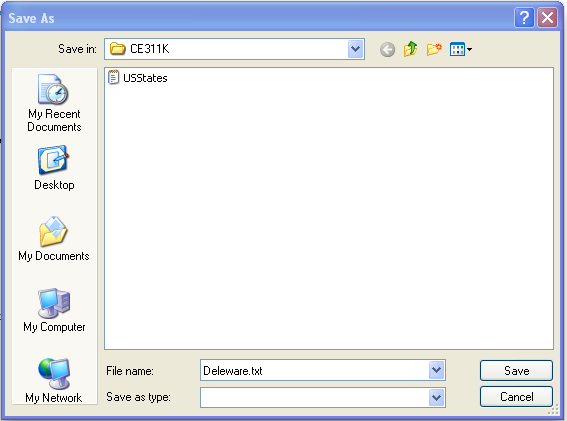 Save As
Save in: CE311K
USStates
My Recent
Documents
Desktop
My Documents
My Computer
My Network
File name: Deleware.txt Save
Save as type: Cancel